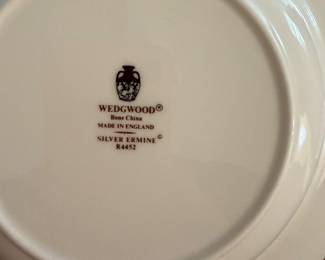 WEDGWOOD®
Bone China
MADE IN ENGLAND
SILVER ERMINE©
R4452